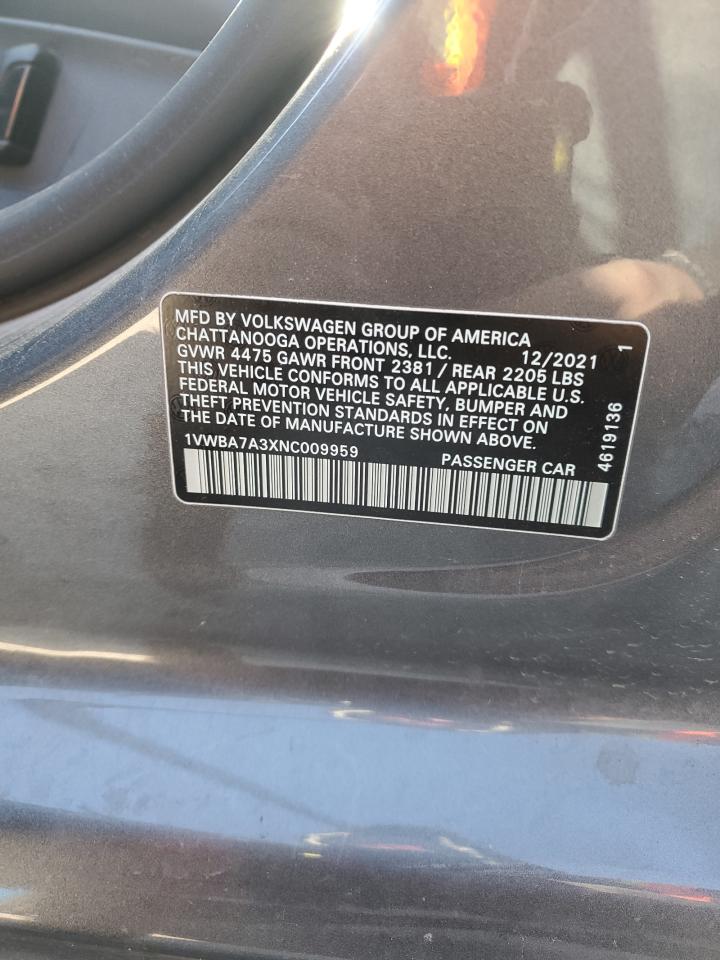 MFD BY VOLKSWAGEN GROUP OF AMERICA
CHATTANOOGA OPERATIONS, LLC. 12/2021 1
GVWR 4475 GAWR FRONT 2381 / REAR 2205 LBS
THIS VEHICLE CONFORMS TO ALL APPLICABLE U.S.
FEDERAL MOTOR VEHICLE SAFETY, BUMPER AND
THEFT PREVENTION STANDARDS IN EFFECT ON
THE DATE OF MANUFACTURE SHOWN ABOVE.
1VWBA7A3XNC009959 PASSENGER CAR
4619136